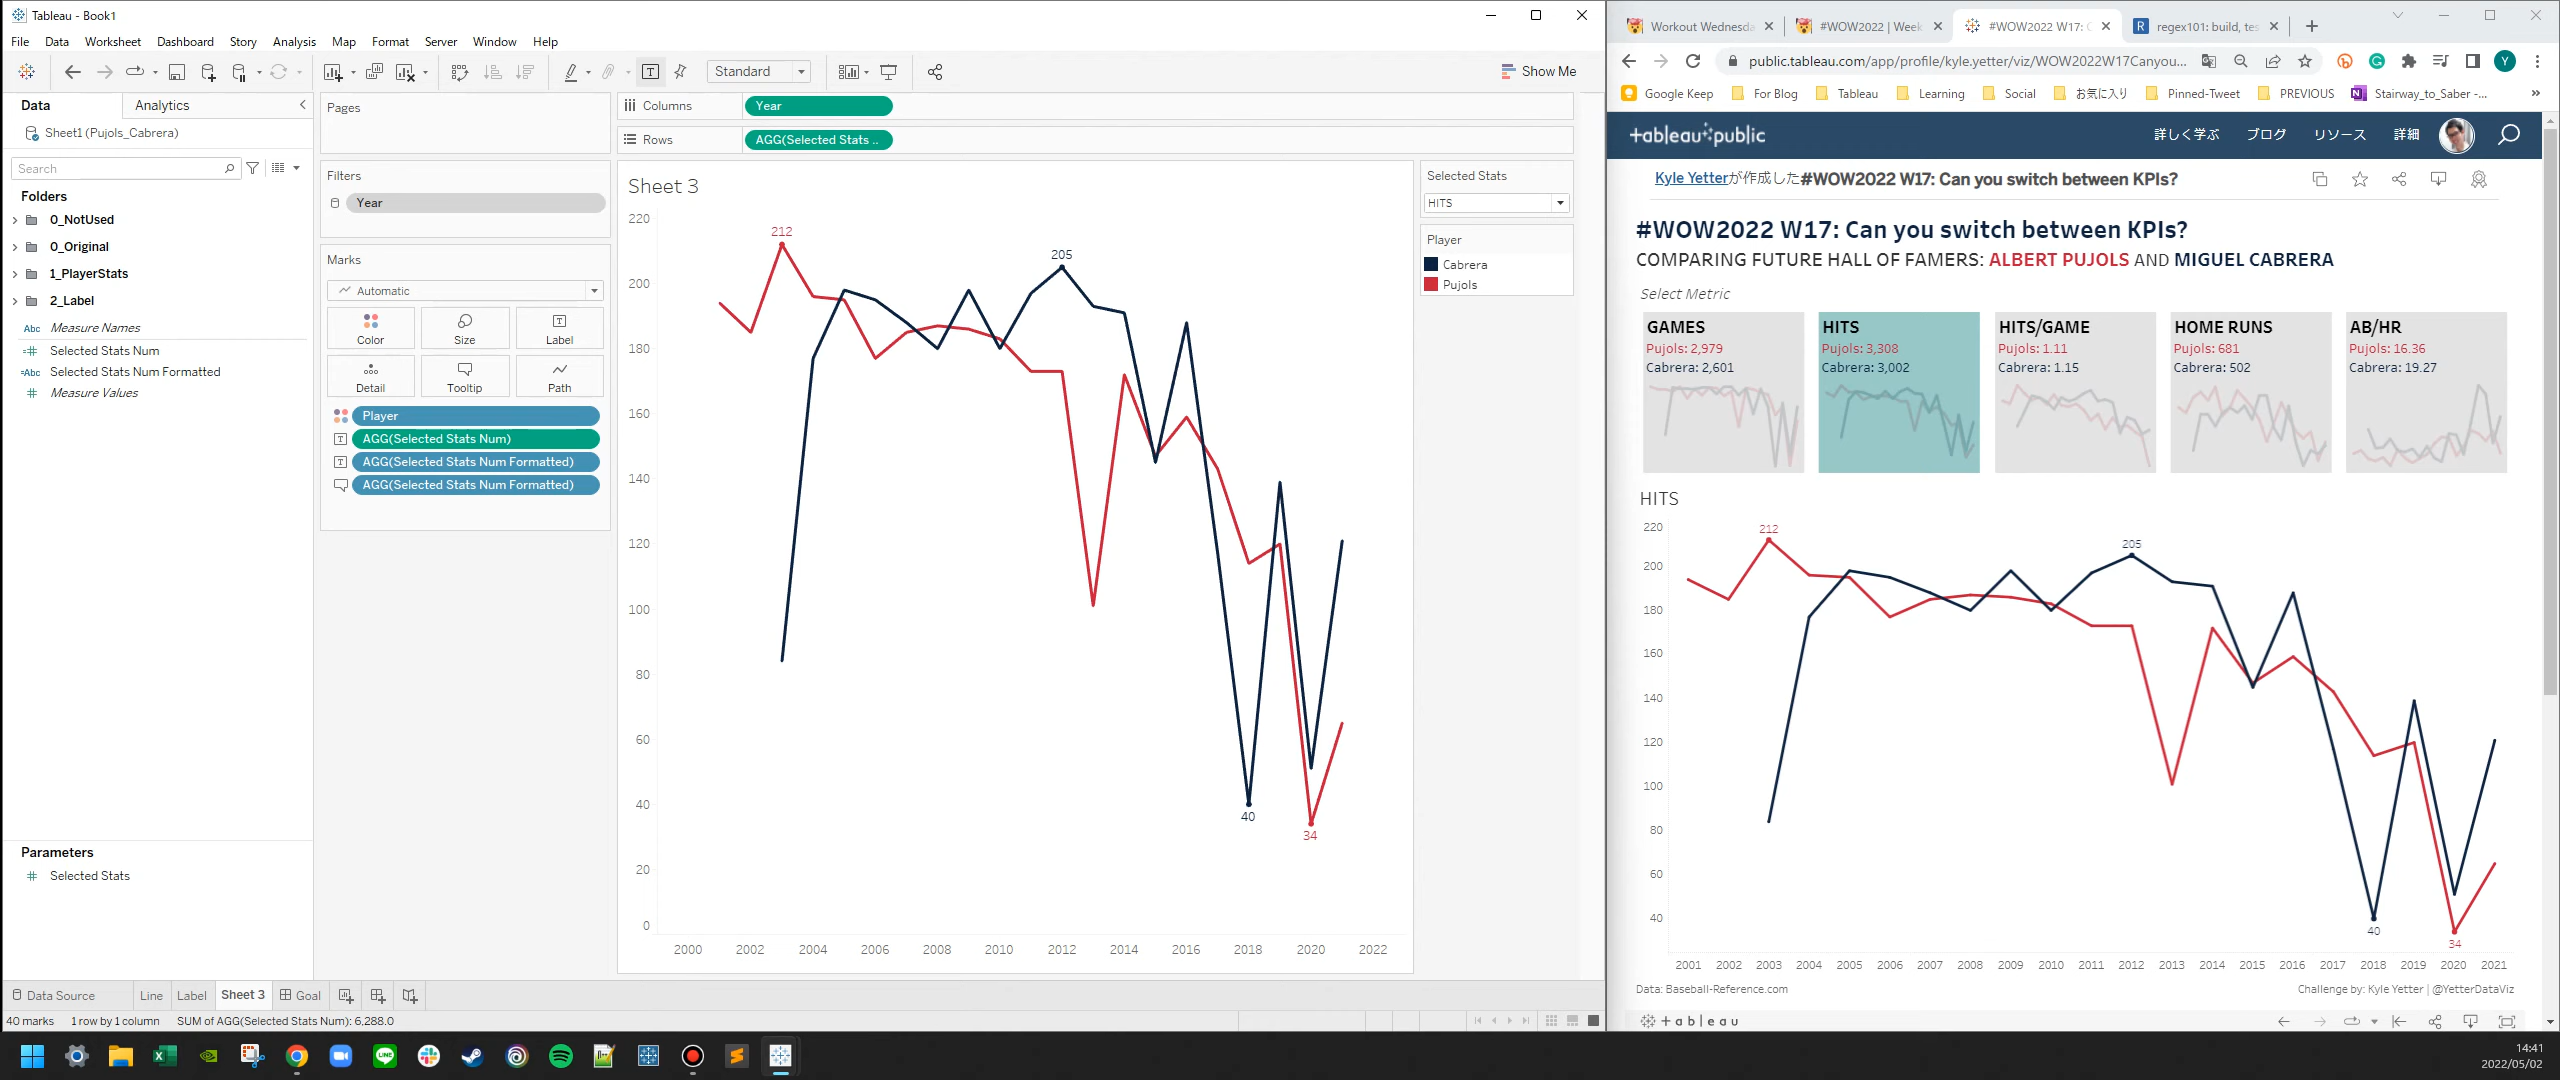 Tableau - Book1
File Data Worksheet Dashboard Story Analysis Map Format Server Window Help
Standard
Show Me
Data
Analytics
Sheet1 (Pujols_Cabrera)
Search
Folders
0_NotUsed
0_Original
1_PlayerStats
2_Label
Abc Measure Names
Selected Stats Num
=Abc Selected Stats Num Formatted
Measure Values
Parameters
Selected Stats
Pages
Filters
Year
Marks
Automatic
Color Size Label
Detail Tooltip Path
Player
AGG(Selected Stats Num)
AGG(Selected Stats Num Formatted)
AGG(Selected Stats Num Formatted)
Columns
Year
Rows
AGG(Selected Stats ..
Sheet 3
220
200
180
160
140
120
100
80
60
40
20
0
212
205
40
34
2000 2002 2004 2006 2008 2010 2012 2014 2016 2018 2020 2022
Selected Stats
HITS
Player
Cabrera
Pujols
Data Source Line Label Sheet 3 Goal
40 marks 1 row by 1 column SUM of AGG(Selected Stats Num): 6,288.0
Workout Wednesda
#WOW2022 | Week
#WOW2022 W17: C
regex101: build, tes
public.tableau.com/app/profile/kyle.yetter/viz/WOW2022W17Canyou...
Y
Google Keep For Blog Tableau Learning Social お気に入り Pinned-Tweet PREVIOUS Stairway_to_Saber -... »
+ableau public
詳しく学ぶ ブログ リソース 詳細
Kyle Yetterが作成した#WOW2022 W17: Can you switch between KPIs?
#WOW2022 W17: Can you switch between KPIs?
COMPARING FUTURE HALL OF FAMERS: ALBERT PUJOLS AND MIGUEL CABRERA
Select Metric
GAMES
Pujols: 2,979
Cabrera: 2,601
HITS
Pujols: 3,308
Cabrera: 3,002
HITS/GAME
Pujols: 1.11
Cabrera: 1.15
HOME RUNS
Pujols: 681
Cabrera: 502
AB/HR
Pujols: 16.36
Cabrera: 19.27
HITS
220
200
180
160
140
120
100
80
60
40
212
205
40
34
2001 2002 2003 2004 2005 2006 2007 2008 2009 2010 2011 2012 2013 2014 2015 2016 2017 2018 2019 2020 2021
Data: Baseball-Reference.com
Challenge by: Kyle Yetter | @YetterDataViz
+ a b l e a u
14:41
2022/05/02